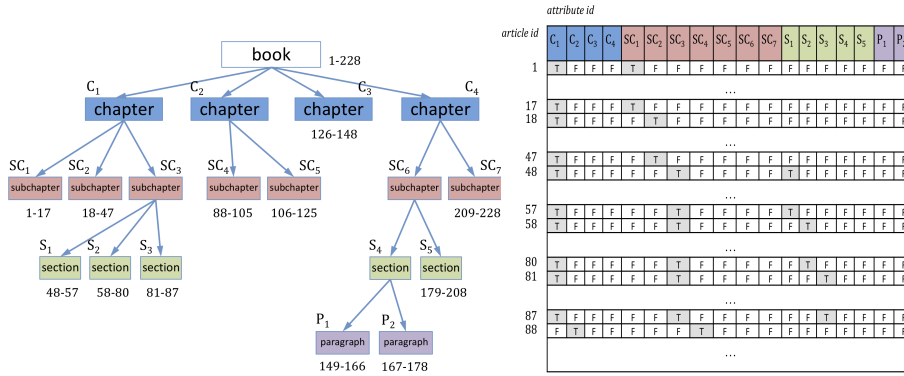 book
1-228
C1 C2 C3 C4
chapter chapter chapter chapter
126-148
SC1 SC2 SC3 SC4 SC5 SC6 SC7
subchapter subchapter subchapter subchapter subchapter subchapter subchapter
1-17 18-47 88-105 106-125 209-228
S1 S2 S3 S4 S5
section section section section section
48-57 58-80 81-87 179-208
P1 P2
paragraph paragraph
149-166 167-178
attribute id
article id
C1 C2 C3 C4 SC1 SC2 SC3 SC4 SC5 SC6 SC7 S1 S2 S3 S4 S5 P1 P2
1 T F F F T F F F F F F F F F F F F F
...
17 T F F F T F F F F F F F F F F F F F
18 T F F F F T F F F F F F F F F F F F
...
47 T F F F F T F F F F F F F F F F F F
48 T F F F F F T F F F F T F F F F F F
...
57 T F F F F F T F F F F T F F F F F F
58 T F F F F F T F F F F F T F F F F F
...
80 T F F F F F T F F F F F T F F F F F
81 T F F F F F T F F F F F F T F F F F
...
87 T F F F F F T F F F F F F T F F F F
88 F T F F F F F T F F F F F F F F F F
...